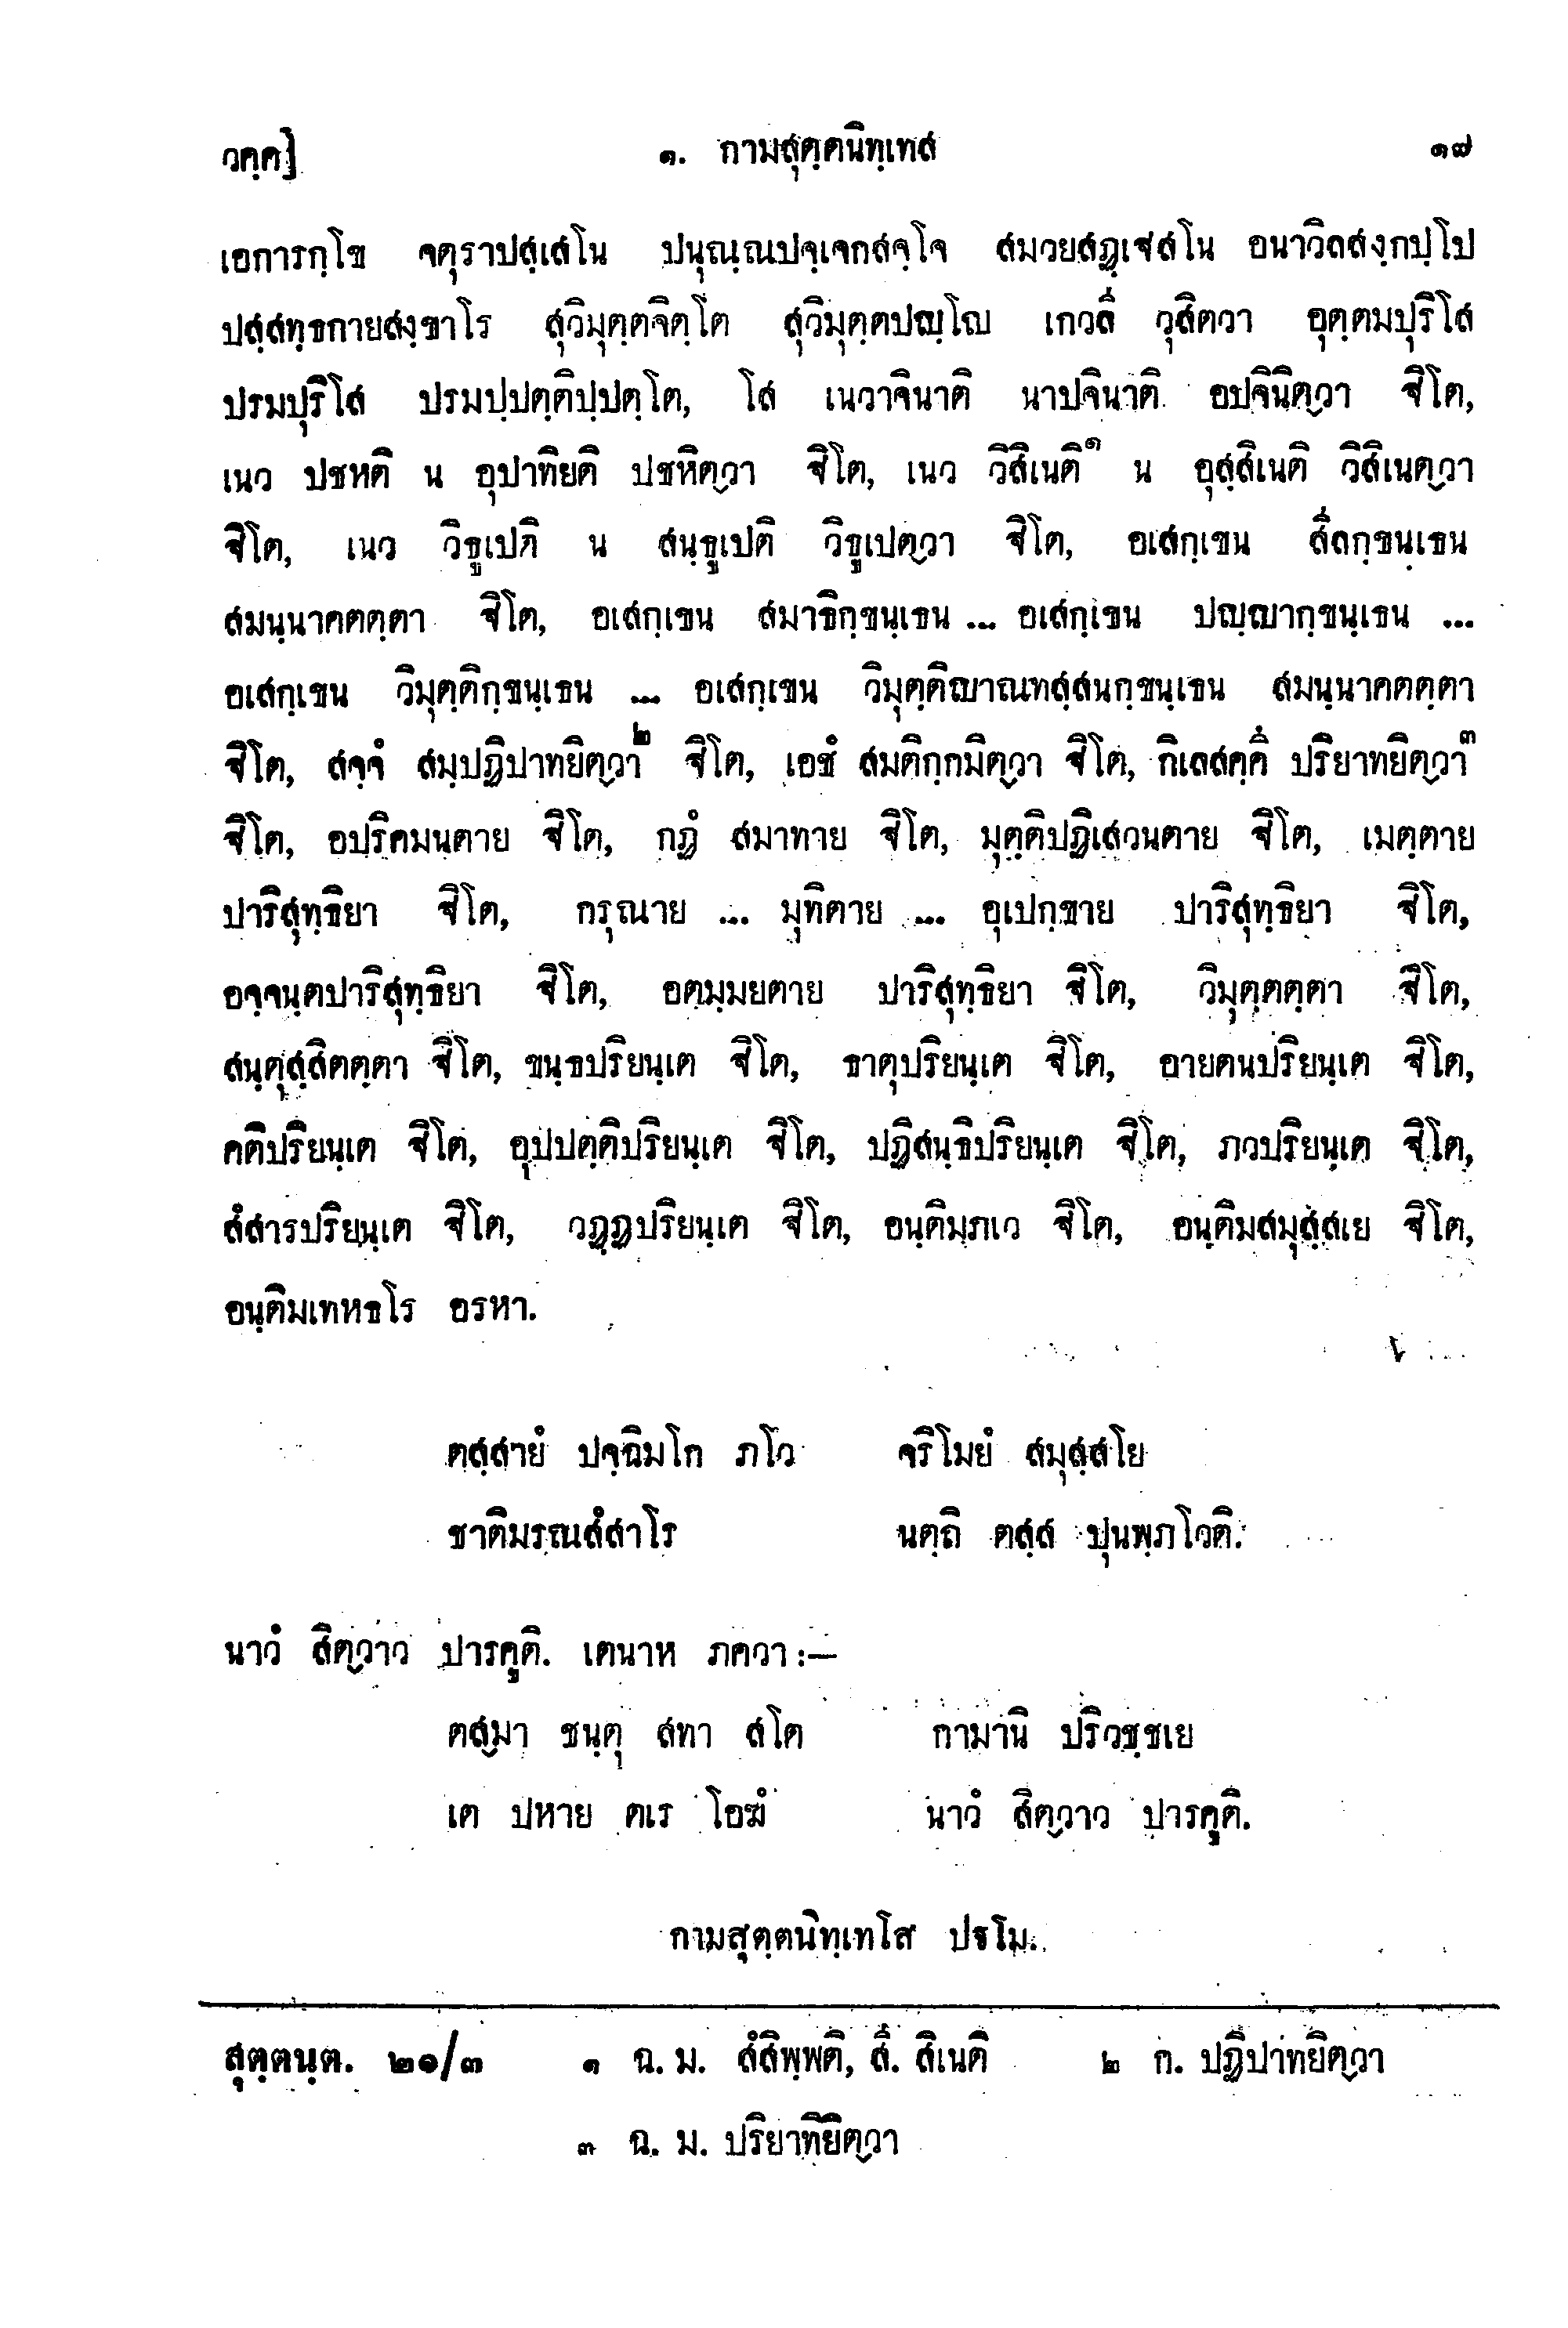 วคฺค]	๑. กามสุตฺตนิทฺเทส	๑๗
เอการกฺโข จตุราปสฺเสโน ปนุณฺณปจฺเจกสจฺโจ สมวยสฏฺเฐสโน อนาวิลสงฺกปฺโป
ปสฺสทฺธกายสงฺขาโร สุวิมุตฺตจิตฺโต สุวิมุตฺตปญฺโญ เกวลี วุสิตวา อุตฺตมปุริโส
ปรมปุริโส ปรมปฺปตฺติปฺปตฺโต, โส เนวาจินาติ นาปจินาติ อปจินิตฺวา ฐิโต,
เนว ปชหติ น อุปาทิยติ ปชหิตฺวา ฐิโต, เนว วิสิเนติ๑ น อุสฺสิเนติ วิสิเนตฺวา
ฐิโต, เนว วิธูเปติ น สนฺธูเปติ วิธูเปตฺวา ฐิโต, อเสกฺเขน สีลกฺขนฺเธน
สมนฺนาคตตฺตา ฐิโต, อเสกฺเขน สมาธิกฺขนฺเธน ... อเสกฺเขน ปญฺญากฺขนฺเธน ...
อเสกฺเขน วิมุตฺติกฺขนฺเธน ... อเสกฺเขน วิมุตฺติญาณทสฺสนกฺขนฺเธน สมนฺนาคตตฺตา
ฐิโต, สจฺจํ สมฺปฏิปาทยิตฺวา๒ ฐิโต, เอชํ สมติกฺกมิตฺวา ฐิโต, กิเลสคฺคึ ปริยาทยิตฺวา๓
ฐิโต, อปริคมนตาย ฐิโต, กฏํ สมาทาย ฐิโต, มุตฺติปฏิเสวนตาย ฐิโต, เมตฺตาย
ปาริสุทฺธิยา ฐิโต, กรุณาย ... มุทิตาย ... อุเปกฺขาย ปาริสุทฺธิยา ฐิโต,
อจฺจนฺตปาริสุทฺธิยา ฐิโต, อตมฺมยตาย ปาริสุทฺธิยา ฐิโต, วิมุตฺตตฺตา ฐิโต,
สนฺตุสฺสิตตฺตา ฐิโต, ขนฺธปริยนฺเต ฐิโต, ธาตุปริยนฺเต ฐิโต, อายตนปริยนฺเต ฐิโต,
คติปริยนฺเต ฐิโต, อุปปตฺติปริยนฺเต ฐิโต, ปฏิสนฺธิปริยนฺเต ฐิโต, ภวปริยนฺเต ฐิโต,
สํสารปริยนฺเต ฐิโต, วฏฺฏปริยนฺเต ฐิโต, อนฺติมภเว ฐิโต, อนฺติมสมุสฺสเย ฐิโต,
อนฺติมเทหธโร อรหา.
ตสฺสายํ ปจฺฉิมโก ภโว	จริโมยํ สมุสฺสโย
ชาติมรณสํสาโร	นตฺถิ ตสฺส ปุนพฺภโวติ.
นาวํ สิตฺวาว ปารคูติ. เตนาห ภควา :—
ตสฺมา ชนฺตุ สทา สโต	กามานิ ปริวชฺชเย
เต ปหาย ตเร โอฆํ	นาวํ สิตฺวาว ปารคูติ.
กามสุตฺตนิทฺเทโส ปฐโม.
สุตฺตนฺต. ๒๑/๓	๑ ฉ. ม. สํสิพฺพติ, สี. สิเนติ	๒ ก. ปฏิปาทยิตฺวา
๓ ฉ. ม. ปริยาทิยิตฺวา